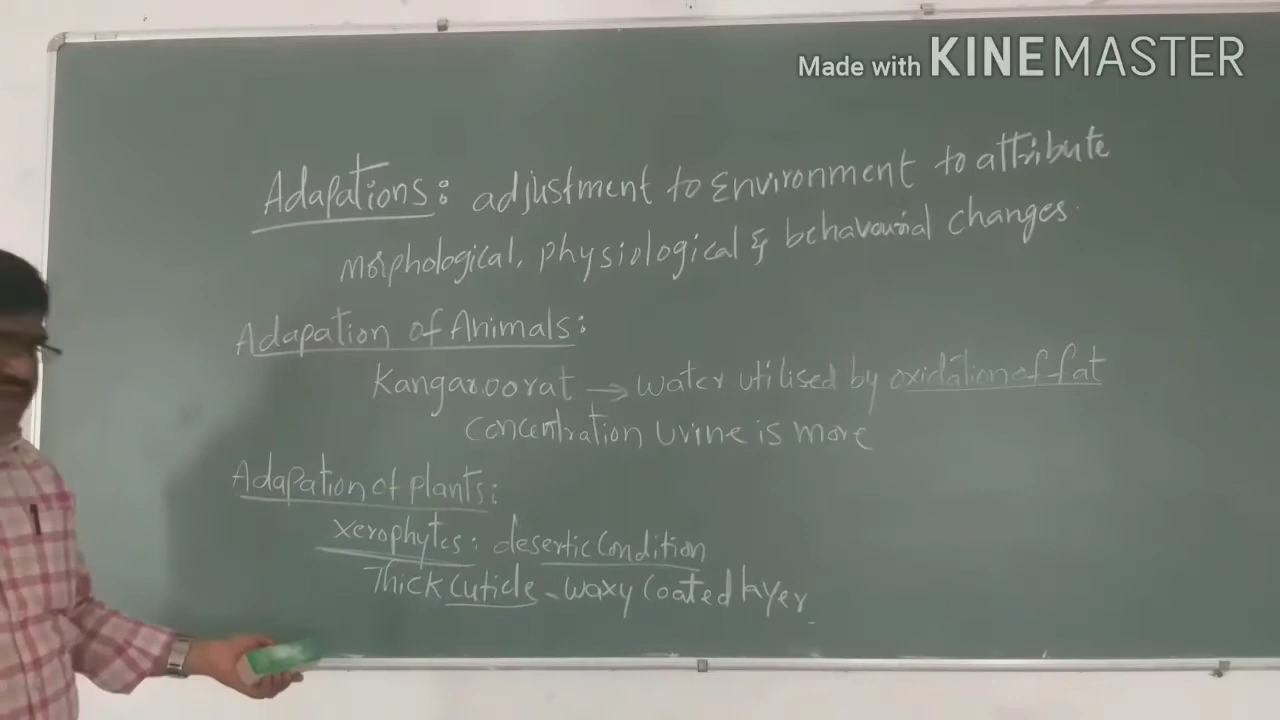 Made with KINEMASTER
Adapations: adjustment to Environment to attribute
morphological, physiological & behavourial changes.
Adapation of Animals:
Kangaroorat → water utilised by oxidation of fat
concentration urine is more
Adapation of plants:
xerophytes: desertic condition
Thick cuticle - waxy coated layer.